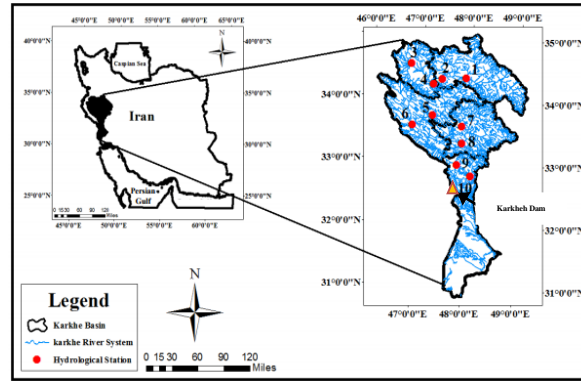 45°0'0"E 50°0'0"E 55°0'0"E 60°0'0"E
40°0'0"N
40°0'0"N
Caspian Sea
N
35°0'0"N
35°0'0"N
Iran
30°0'0"N
30°0'0"N
Persian
Gulf
25°0'0"N
25°0'0"N
0 15 30 60 90 120
Miles
45°0'0"E 50°0'0"E 55°0'0"E 60°0'0"E
46°0'0"E 47°0'0"E 48°0'0"E 49°0'0"E
35°0'0"N
34°0'0"N
34°0'0"N
33°0'0"N
33°0'0"N
32°0'0"N
32°0'0"N
31°0'0"N
31°0'0"N
3
2
1
4
5
6
7
8
9
10
Karkheh Dam
47°0'0"E 48°0'0"E 49°0'0"E
Legend
Karkhe Basin
karkhe River System
Hydrological Station
N
0 15 30 60 90 120
Miles